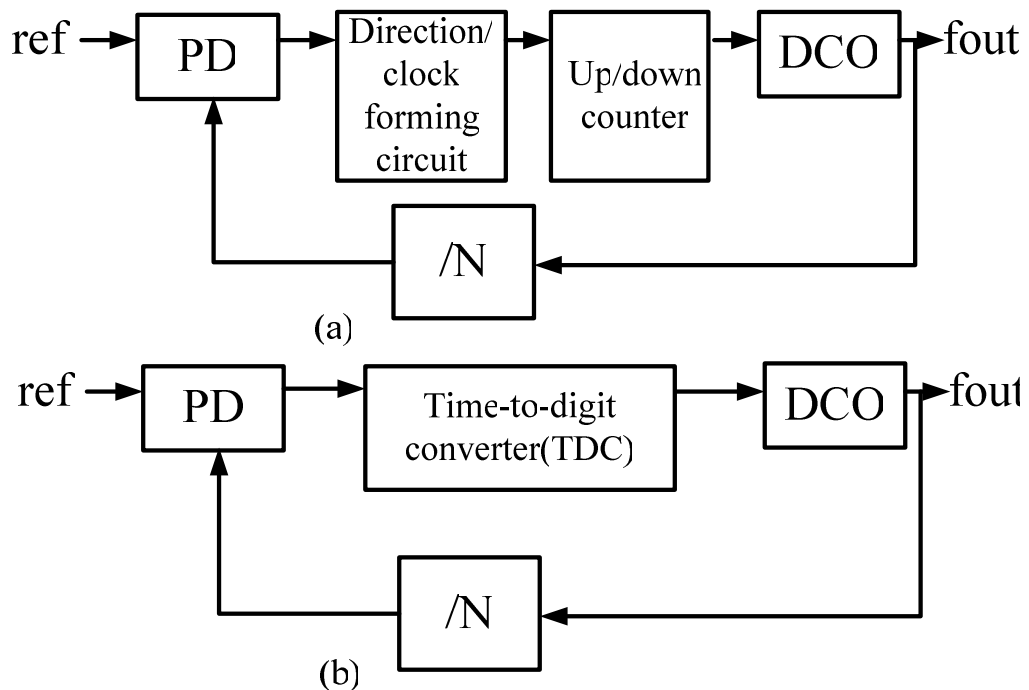 ref
PD
Direction/
clock
forming
circuit
Up/down
counter
DCO
fout
/N
(a)
ref
PD
Time-to-digit
converter(TDC)
DCO
fout
/N
(b)